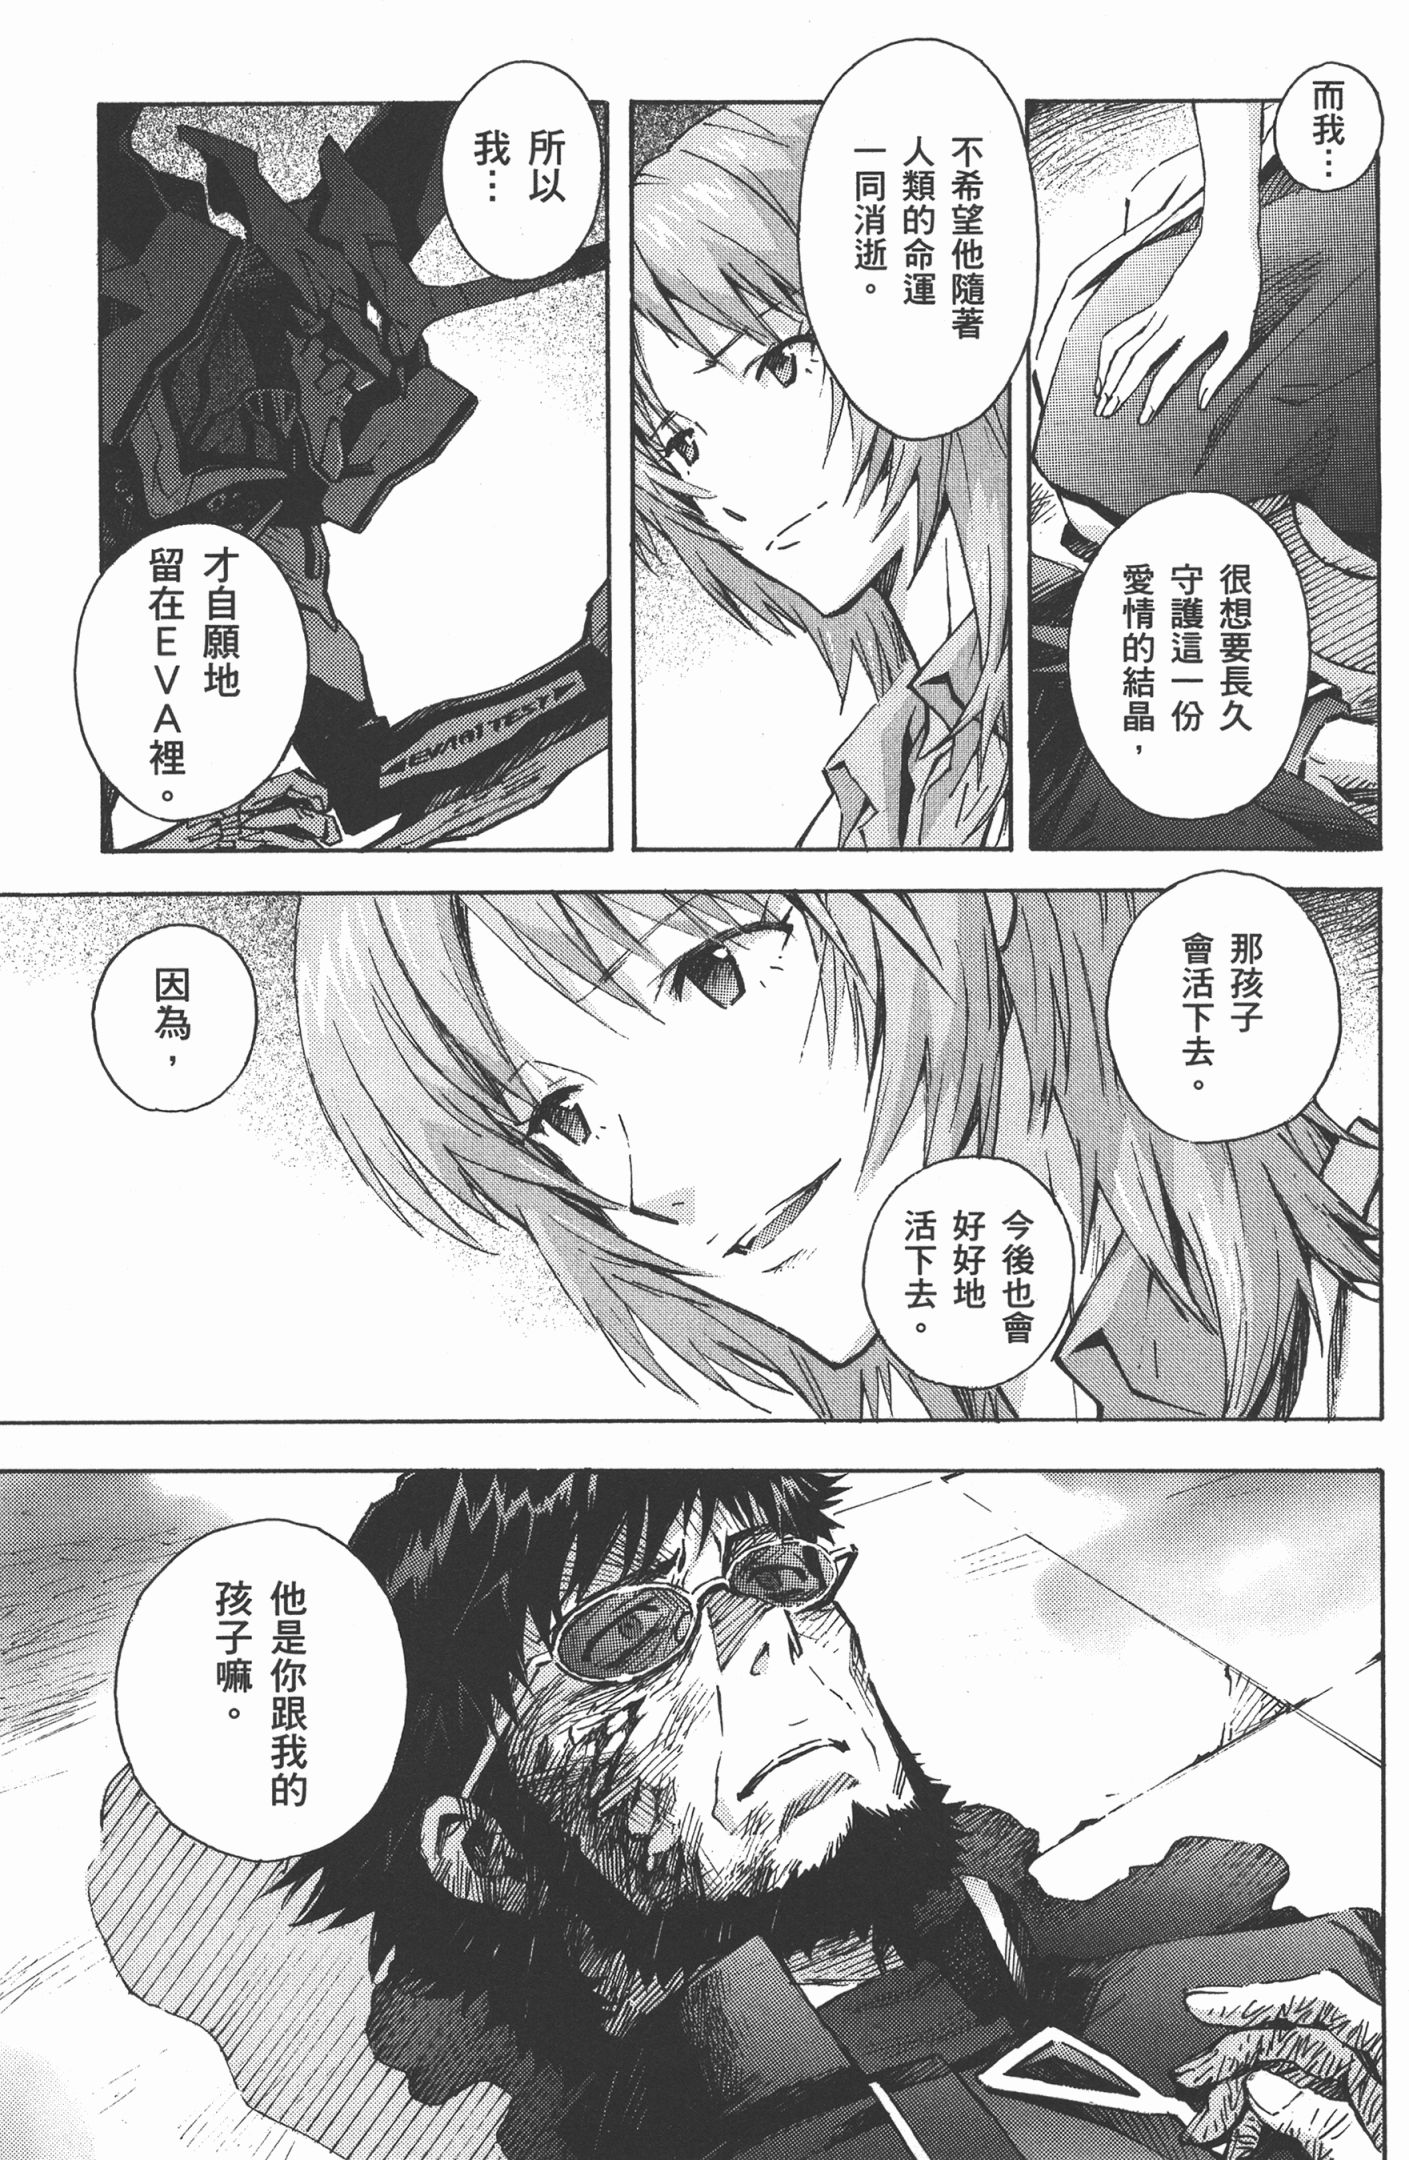 而我…
很想要長久
守護這一份
愛情的結晶，
不希望他隨著
人類的命運
一同消逝。
所以
我…
才自願地
留在EVA裡。
EVA01 TEST
那孩子
會活下去。
今後也會
好好地
活下去。
因為，
他是你跟我的
孩子嘛。